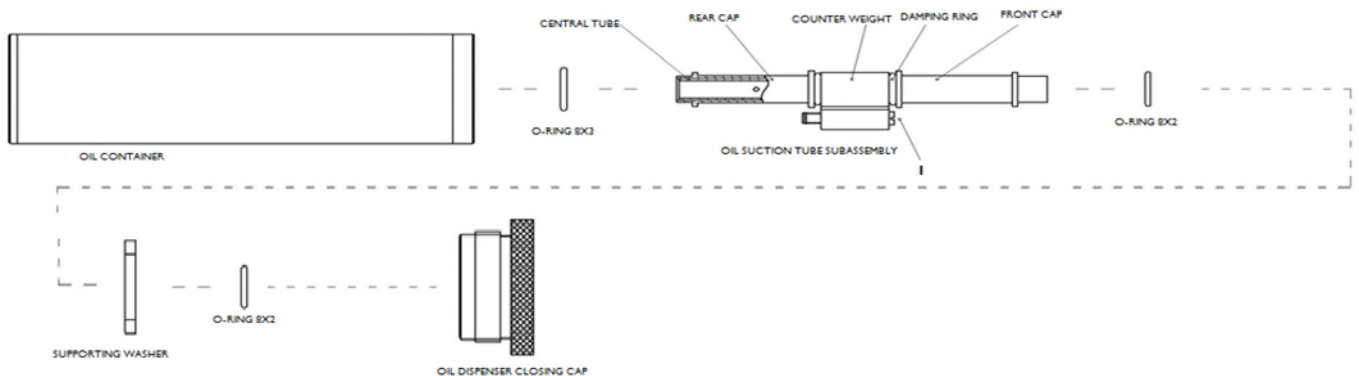 CENTRAL TUBE
REAR CAP
COUNTER WEIGHT
DAMPING RING
FRONT CAP
O-RING 8X3
O-RING 8X2
OIL CONTAINER
OIL SUCTION TUBE SUBASSEMBLY
1
O-RING 8X2
SUPPORTING WASHER
OIL DISPENSER CLOSING CAP